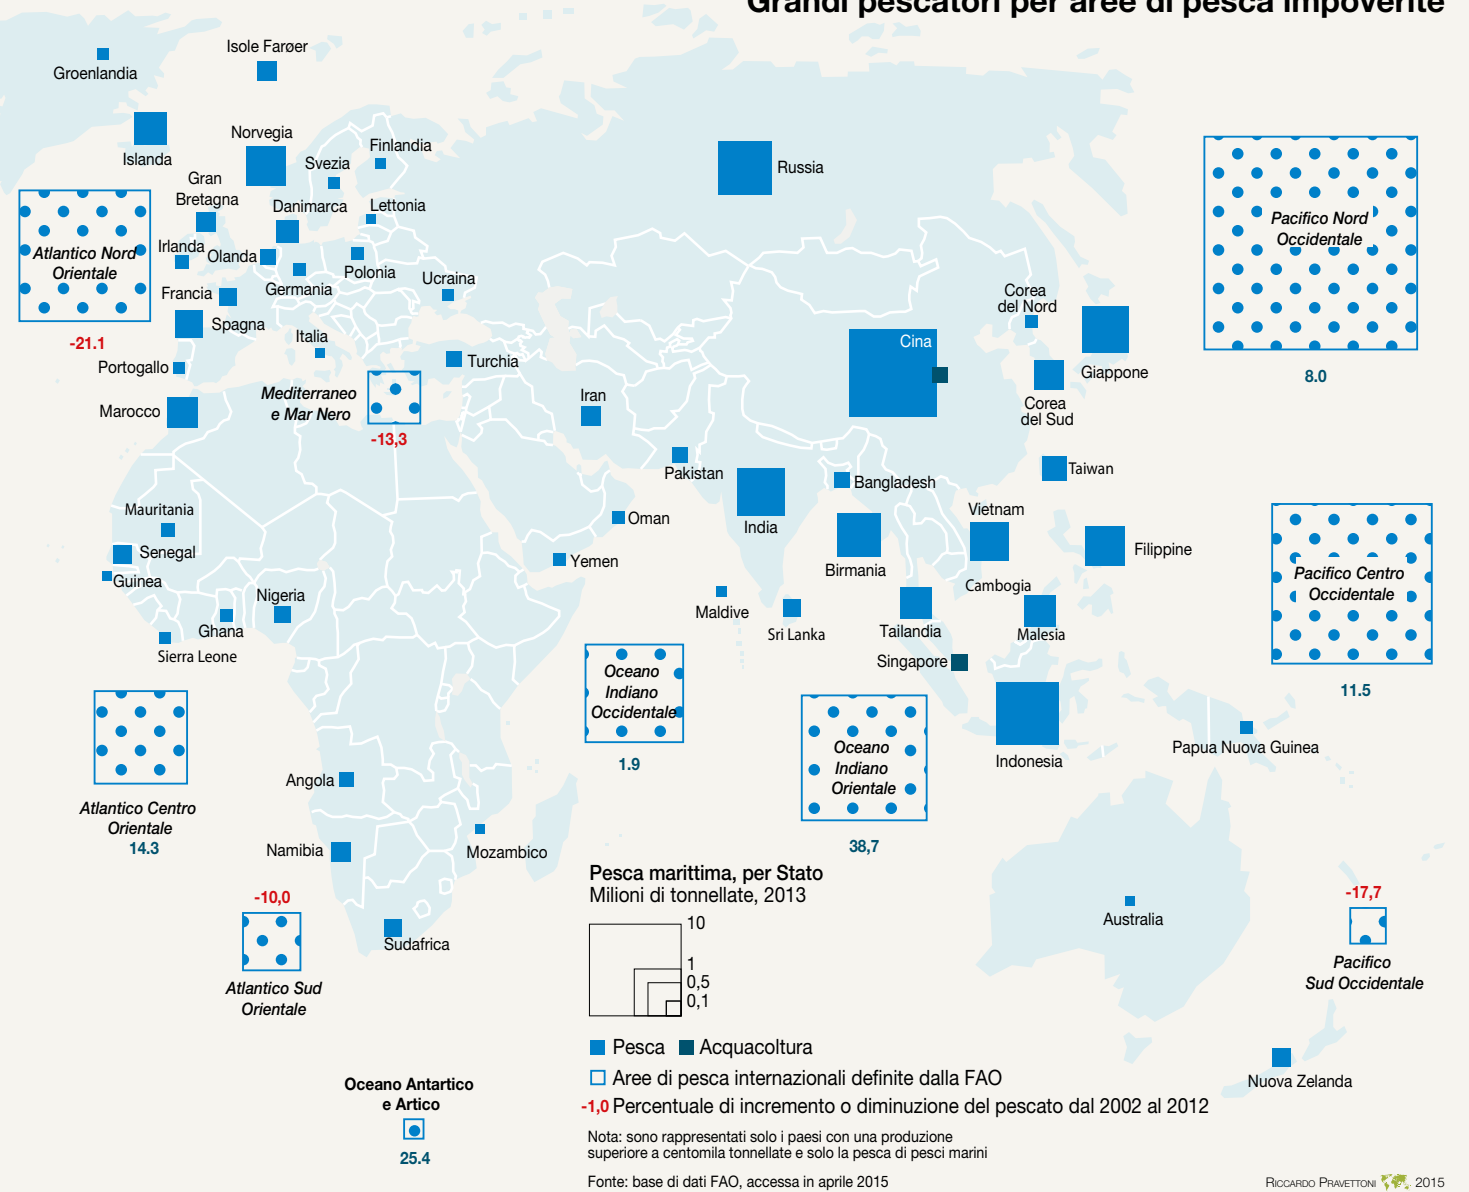 Grandi pescatori per aree di pesca impoverite
Groenlandia
Isole Farøer
Islanda
Norvegia
Finlandia
Svezia
Gran
Bretagna
Danimarca
Lettonia
Russia
Atlantico Nord
Orientale
-21.1
Irlanda
Olanda
Germania
Polonia
Ucraina
Francia
Spagna
Italia
Portogallo
Turchia
Marocco
Mediterraneo
e Mar Nero
-13,3
Iran
Pakistan
Cina
Corea
del Nord
Giappone
Corea
del Sud
Taiwan
Pacifico Nord
Occidentale
8.0
Mauritania
Senegal
Guinea
Nigeria
Ghana
Sierra Leone
Oman
Yemen
India
Bangladesh
Birmania
Vietnam
Cambogia
Filippine
Maldive
Sri Lanka
Tailandia
Malesia
Singapore
Indonesia
Pacifico Centro
Occidentale
11.5
Papua Nuova Guinea
Oceano
Indiano
Occidentale
1.9
Oceano
Indiano
Orientale
38,7
Atlantico Centro
Orientale
14.3
Angola
Namibia
Mozambico
Sudafrica
-10,0
Atlantico Sud
Orientale
Australia
-17,7
Pacifico
Sud Occidentale
Nuova Zelanda
Oceano Antartico
e Artico
25.4
Pesca marittima, per Stato
Milioni di tonnellate, 2013
10
1
0,5
0,1
Pesca Acquacoltura
Aree di pesca internazionali definite dalla FAO
-1,0 Percentuale di incremento o diminuzione del pescato dal 2002 al 2012
Nota: sono rappresentati solo i paesi con una produzione
superiore a centomila tonnellate e solo la pesca di pesci marini
Fonte: base di dati FAO, accessa in aprile 2015
Riccardo Pravettoni 2015